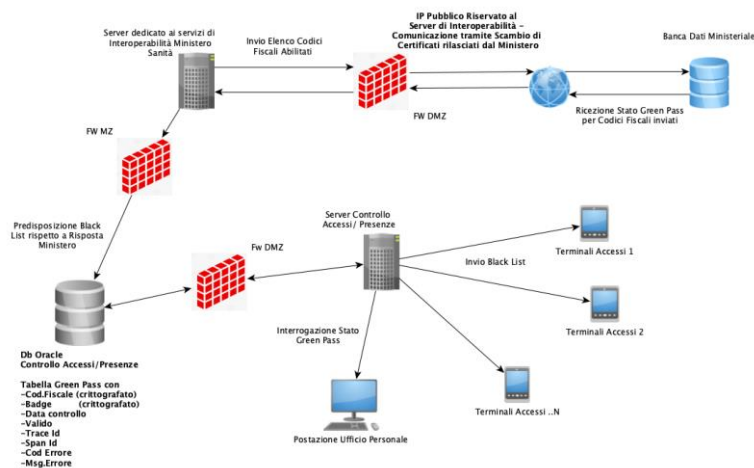 IP Pubblico Riservato al
Server di Interoperabilità -
Comunicazione tramite Scambio di
Certificati rilasciati dal Ministero
Server dedicato ai servizi di
Interoperabilità Ministero
Sanità
Invio Elenco Codici
Fiscali Abilitati
Banca Dati Ministeriale
FW DMZ
Ricezione Stato Green Pass
per Codici Fiscali inviati
FW MZ
Predisposizione Black
List rispetto a Risposta
Ministero
Fw DMZ
Server Controllo
Accessi/ Presenze
Invio Black List
Terminali Accessi 1
Terminali Accessi 2
Terminali Accessi ..N
Interrogazione Stato
Green Pass
Postazione Ufficio Personale
Db Oracle
Controllo Accessi/Presenze
Tabella Green Pass con
-Cod.Fiscale (crittografato)
-Badge (crittografato)
-Data controllo
-Valido
-Trace Id
-Span Id
-Cod Errore
-Msg.Errore